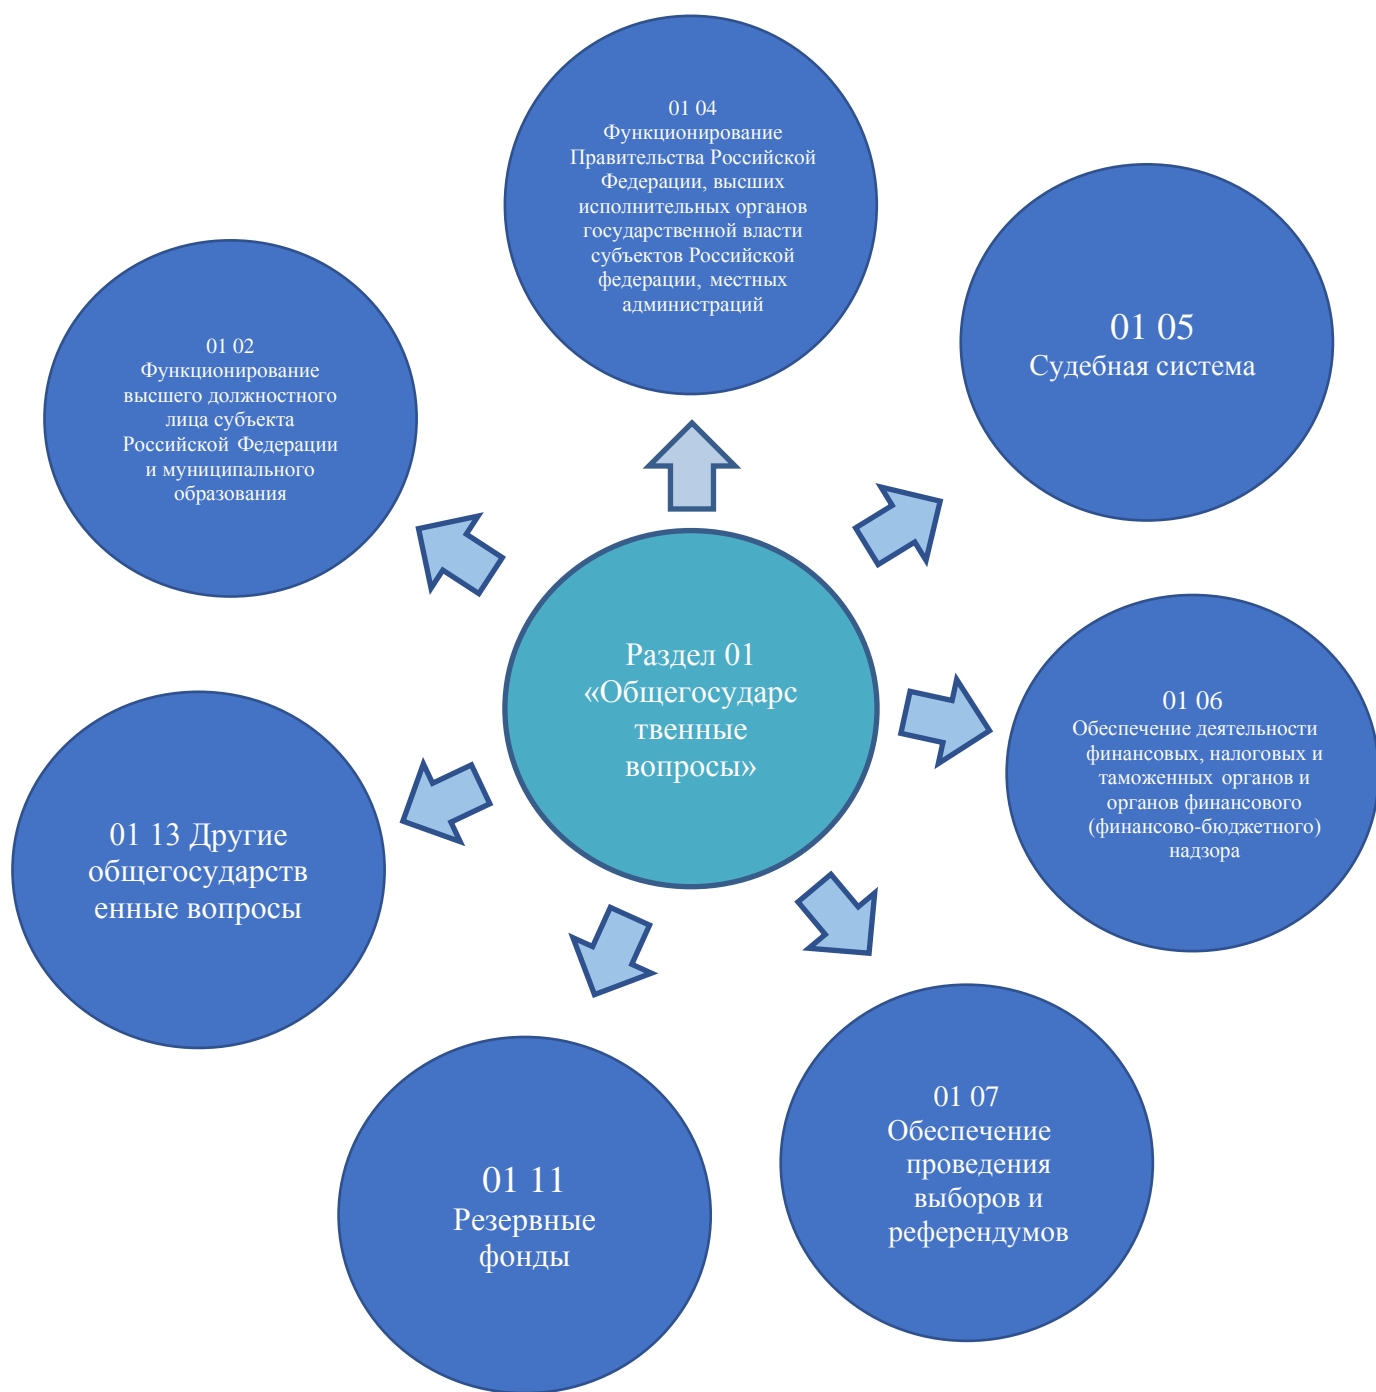 01 04
Функционирование
Правительства Российской
Федерации, высших
исполнительных органов
государственной власти
субъектов Российской
федерации, местных
администраций
01 05
Судебная система
01 02
Функционирование
высшего должностного
лица субъекта
Российской Федерации
и муниципального
образования
Раздел 01
«Общегосударс
твенные
вопросы»
01 06
Обеспечение деятельности
финансовых, налоговых и
таможенных органов и
органов финансового
(финансово-бюджетного)
надзора
01 13 Другие
общегосударств
енные вопросы
01 07
Обеспечение
проведения
выборов и
референдумов
01 11
Резервные
фонды